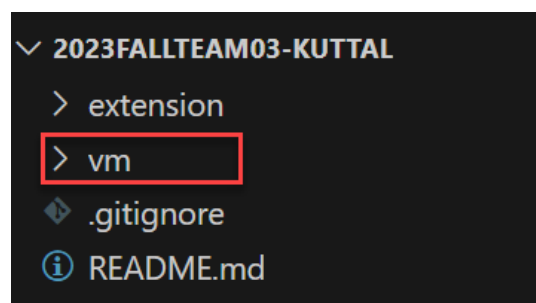 2023FALLTEAM03-KUTTAL
extension
vm
.gitignore
README.md